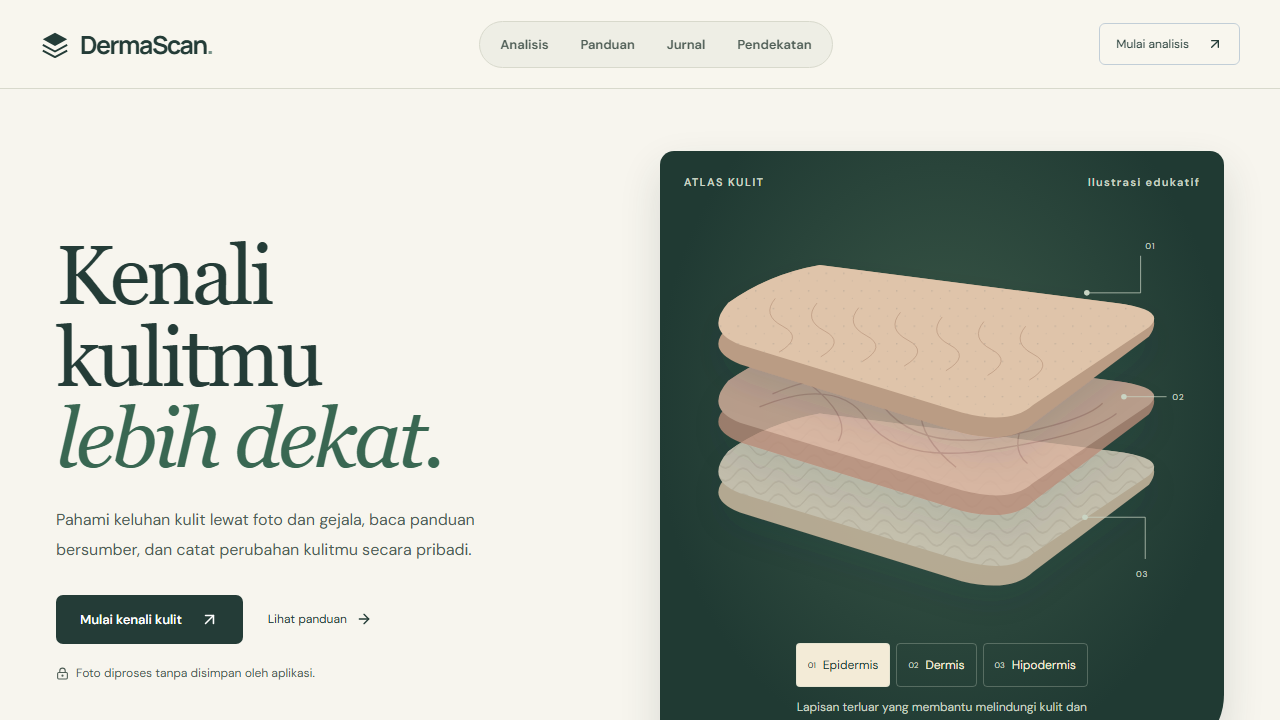 DermaScan.
Analisis
Panduan
Jurnal
Pendekatan
Mulai analisis
Kenali
kulitmu
lebih dekat.
Pahami keluhan kulit lewat foto dan gejala, baca panduan
bersumber, dan catat perubahan kulitmu secara pribadi.
Mulai kenali kulit
Lihat panduan
Foto diproses tanpa disimpan oleh aplikasi.
ATLAS KULIT
Ilustrasi edukatif
01
02
03
01 Epidermis
02 Dermis
03 Hipodermis
Lapisan terluar yang membantu melindungi kulit dan